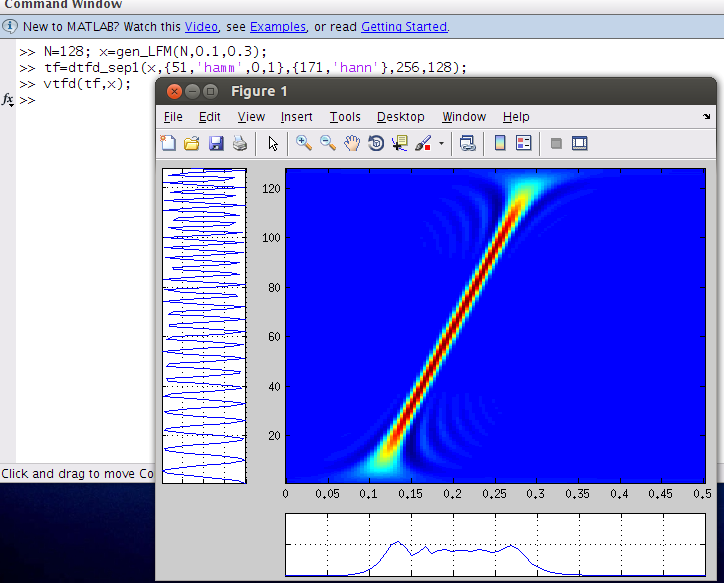 Command Window
New to MATLAB? Watch this Video, see Examples, or read Getting Started.
>> N=128; x=gen_LFM(N,0.1,0.3);
>> tf=dtfd_sep1(x,{51,'hamm',0,1},{171,'hann'},256,128);
>> vtfd(tf,x);
fx >>
Figure 1
File Edit View Insert Tools Desktop Window Help
120
100
80
60
40
20
0 0.05 0.1 0.15 0.2 0.25 0.3 0.35 0.4 0.45 0.5
Click and drag to move Co